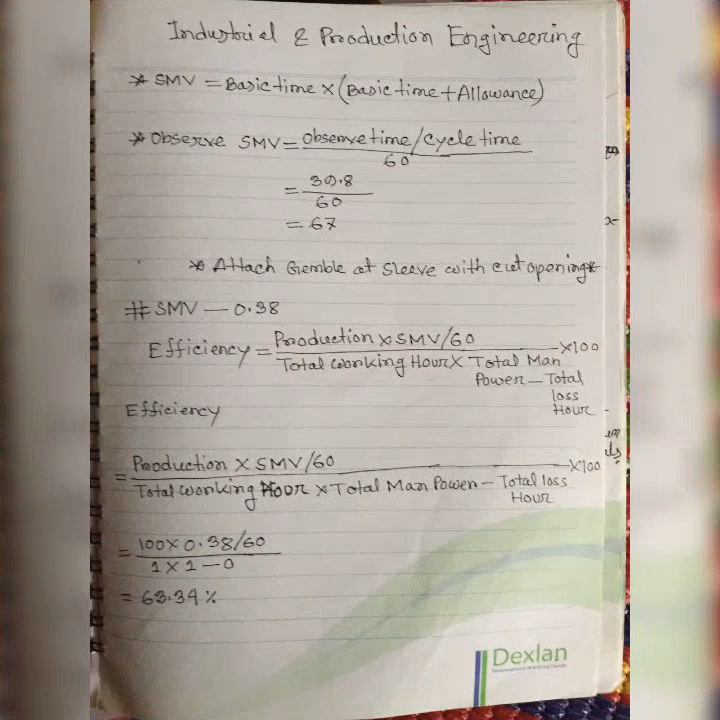 Industrial & Production Engineering
* SMV = Basic time × (Basic time + Allowance)
* Observe SMV = Observe time / Cycle time
60
= 39.8
60
= 67
* Attach Gemble at sleeve with cut opening *
# SMV — 0.38
Efficiency = Production × SMV/60 ×100
Total working Hour × Total Man
Power — Total
loss
Hour
Efficiency
= Production × SMV/60 ×100
Total working Hour × Total Man Power — Total loss
Hour
= 100 × 0.38/60
1 × 1 — 0
= 63.34 %
Dexlan